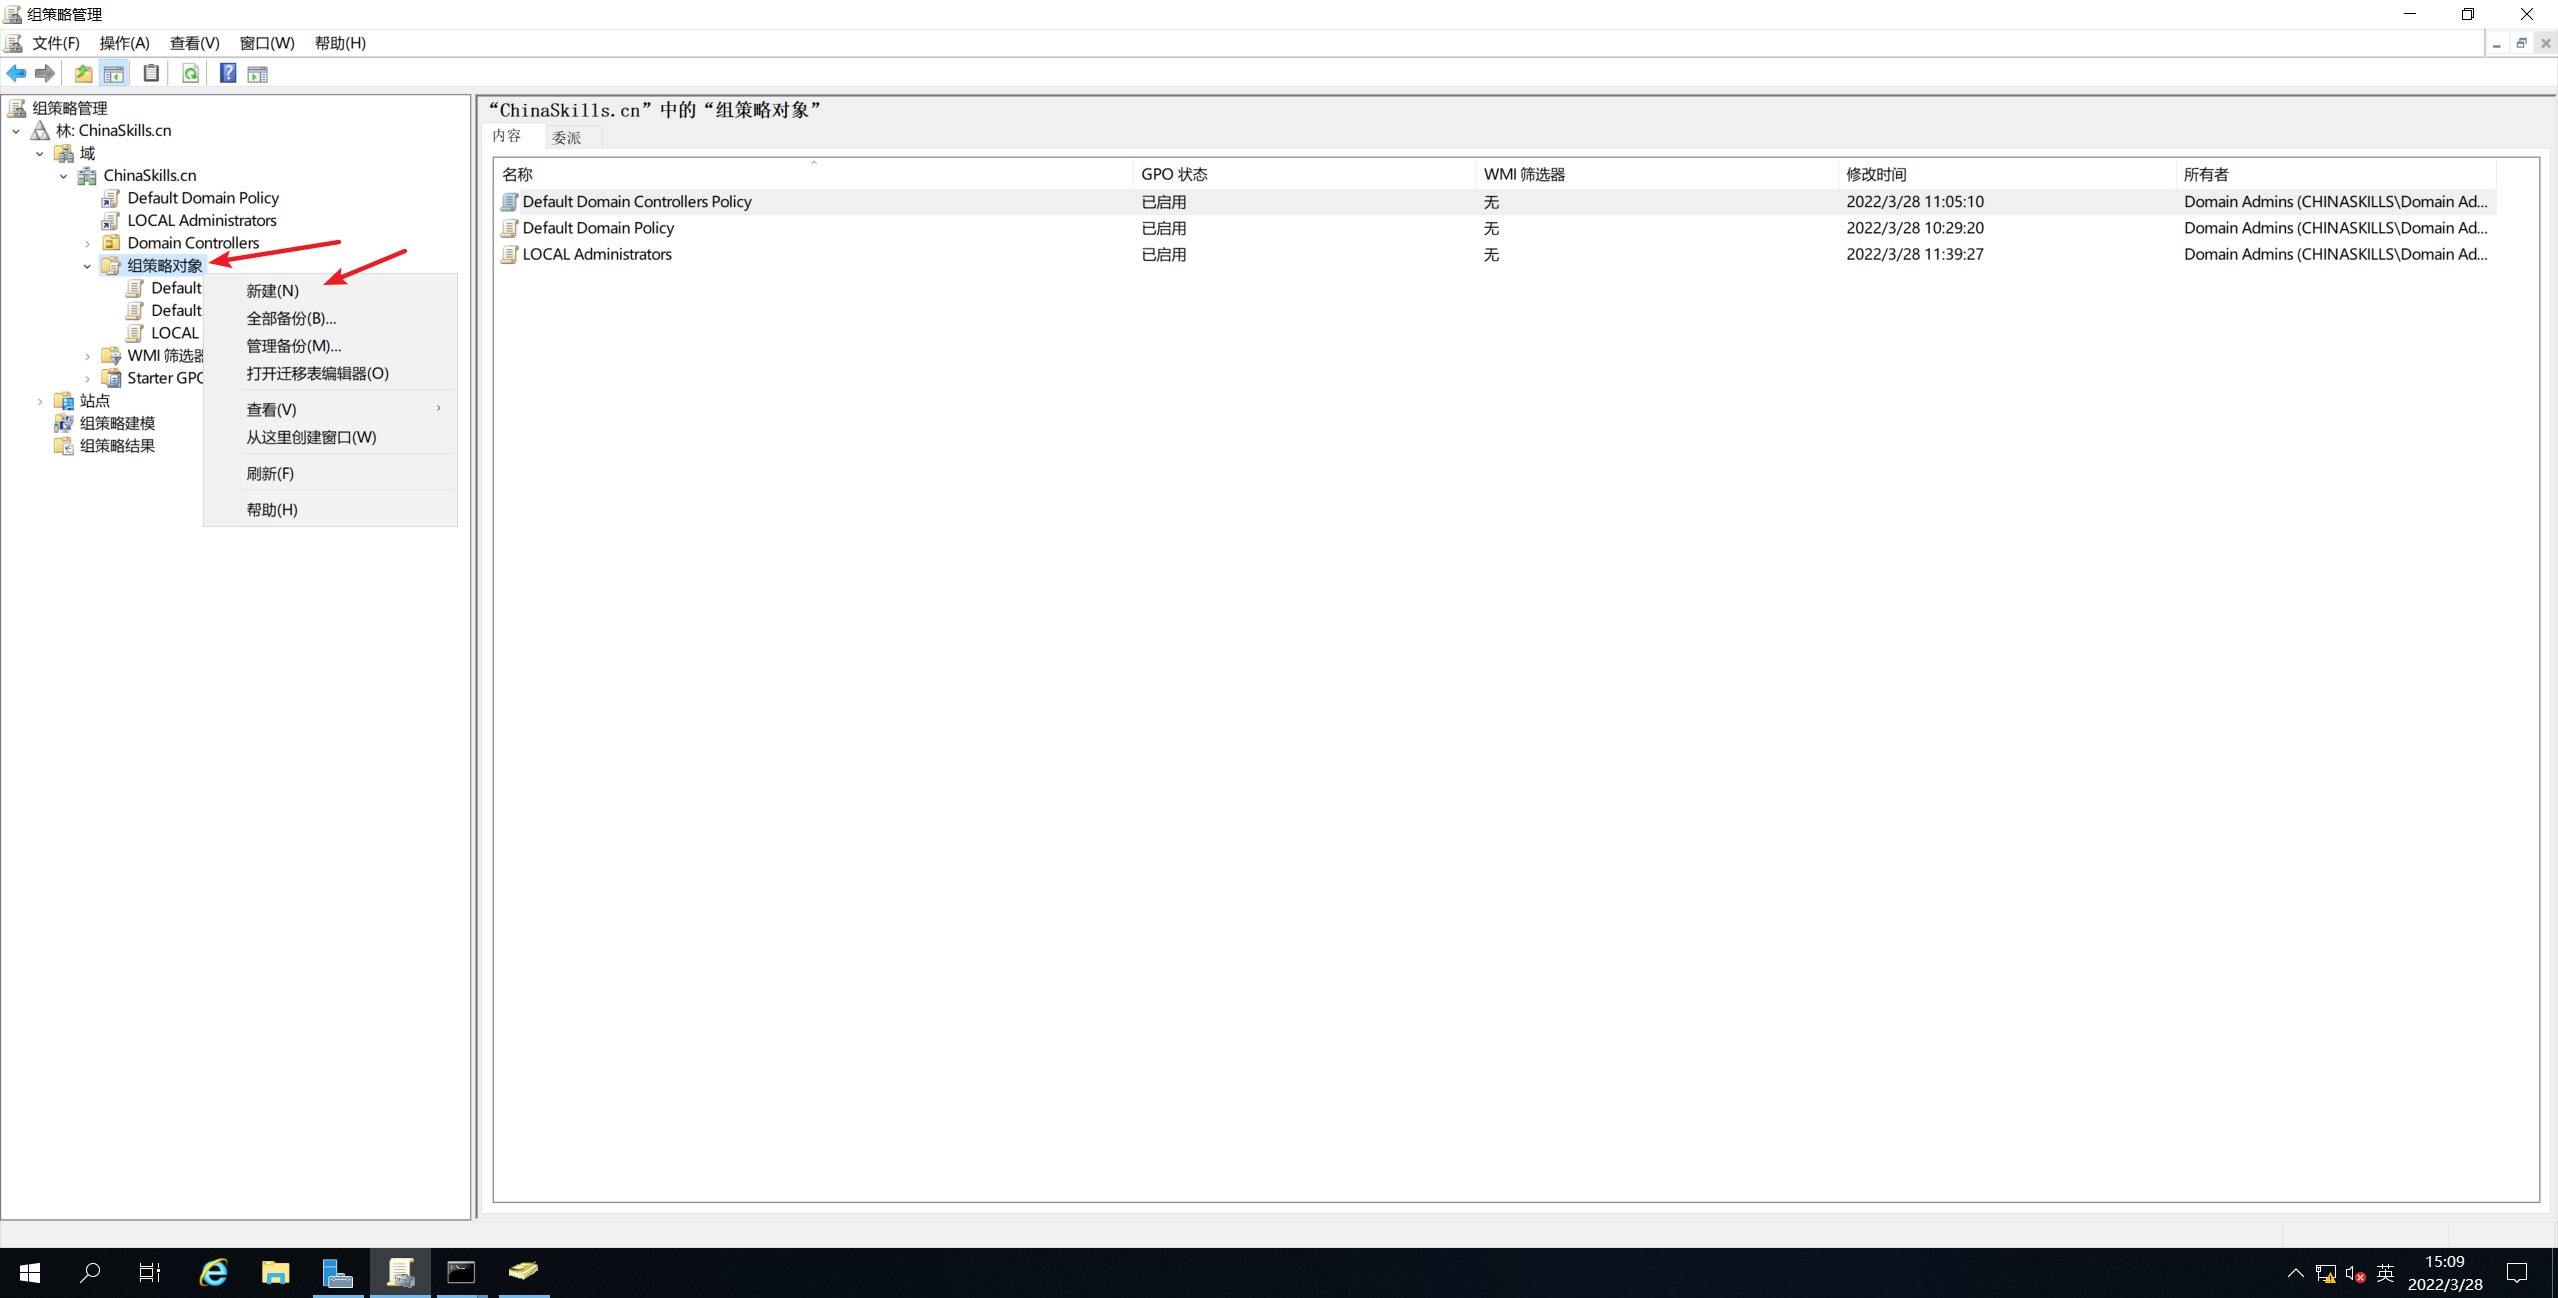 组策略管理
文件(F) 操作(A) 查看(V) 窗口(W) 帮助(H)
组策略管理
林: ChinaSkills.cn
域
ChinaSkills.cn
Default Domain Policy
LOCAL Administrators
Domain Controllers
组策略对象
Default
Default
LOCAL
WMI 筛选器
Starter GPO
站点
组策略建模
组策略结果
新建(N)
全部备份(B)...
管理备份(M)...
打开迁移表编辑器(O)
查看(V)
从这里创建窗口(W)
刷新(F)
帮助(H)
“ChinaSkills.cn”中的“组策略对象”
内容 委派
名称 GPO 状态 WMI 筛选器 修改时间 所有者
Default Domain Controllers Policy 已启用 无 2022/3/28 11:05:10 Domain Admins (CHINASKILLS\Domain Ad...
Default Domain Policy 已启用 无 2022/3/28 10:29:20 Domain Admins (CHINASKILLS\Domain Ad...
LOCAL Administrators 已启用 无 2022/3/28 11:39:27 Domain Admins (CHINASKILLS\Domain Ad...
英
15:09
2022/3/28